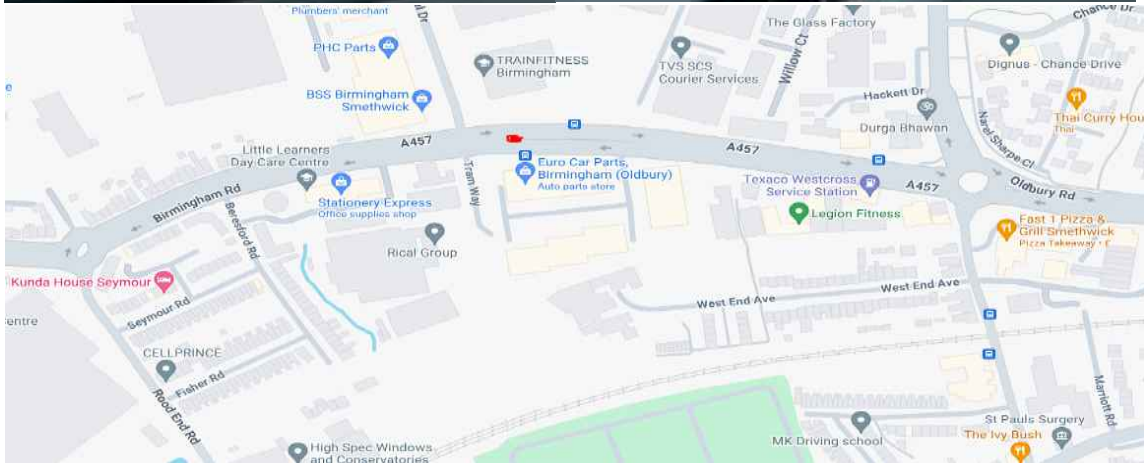 Plumbers' merchant
Chance Dr
The Glass Factory
PHC Parts
TRAINFITNESS
Birmingham
TVS SCS
Courier Services
Willow Ct
Dignus - Chance Drive
BSS Birmingham
Smethwick
Hackett Dr
Thai Curry Hou
Thai
Durga Bhawan
Narel Sharpe Cl
Little Learners
Day Care Centre
A457
A457
Euro Car Parts,
Birmingham (Oldbury)
Auto parts store
Tram Way
Texaco Westcross
Service Station
A457
Oldbury Rd
Birmingham Rd
Stationery Express
Office supplies shop
Legion Fitness
Fast 1 Pizza &
Grill Smethwick
Pizza Takeaway
Beresford Rd
Rical Group
Kunda House Seymour
West End Ave
West End Ave
Seymour Rd
entre
CELLPRINCE
Fisher Rd
Rood End Rd
Marriott Rd
St Pauls Surgery
MK Driving school
The Ivy Bush
High Spec Windows
and Conservatories